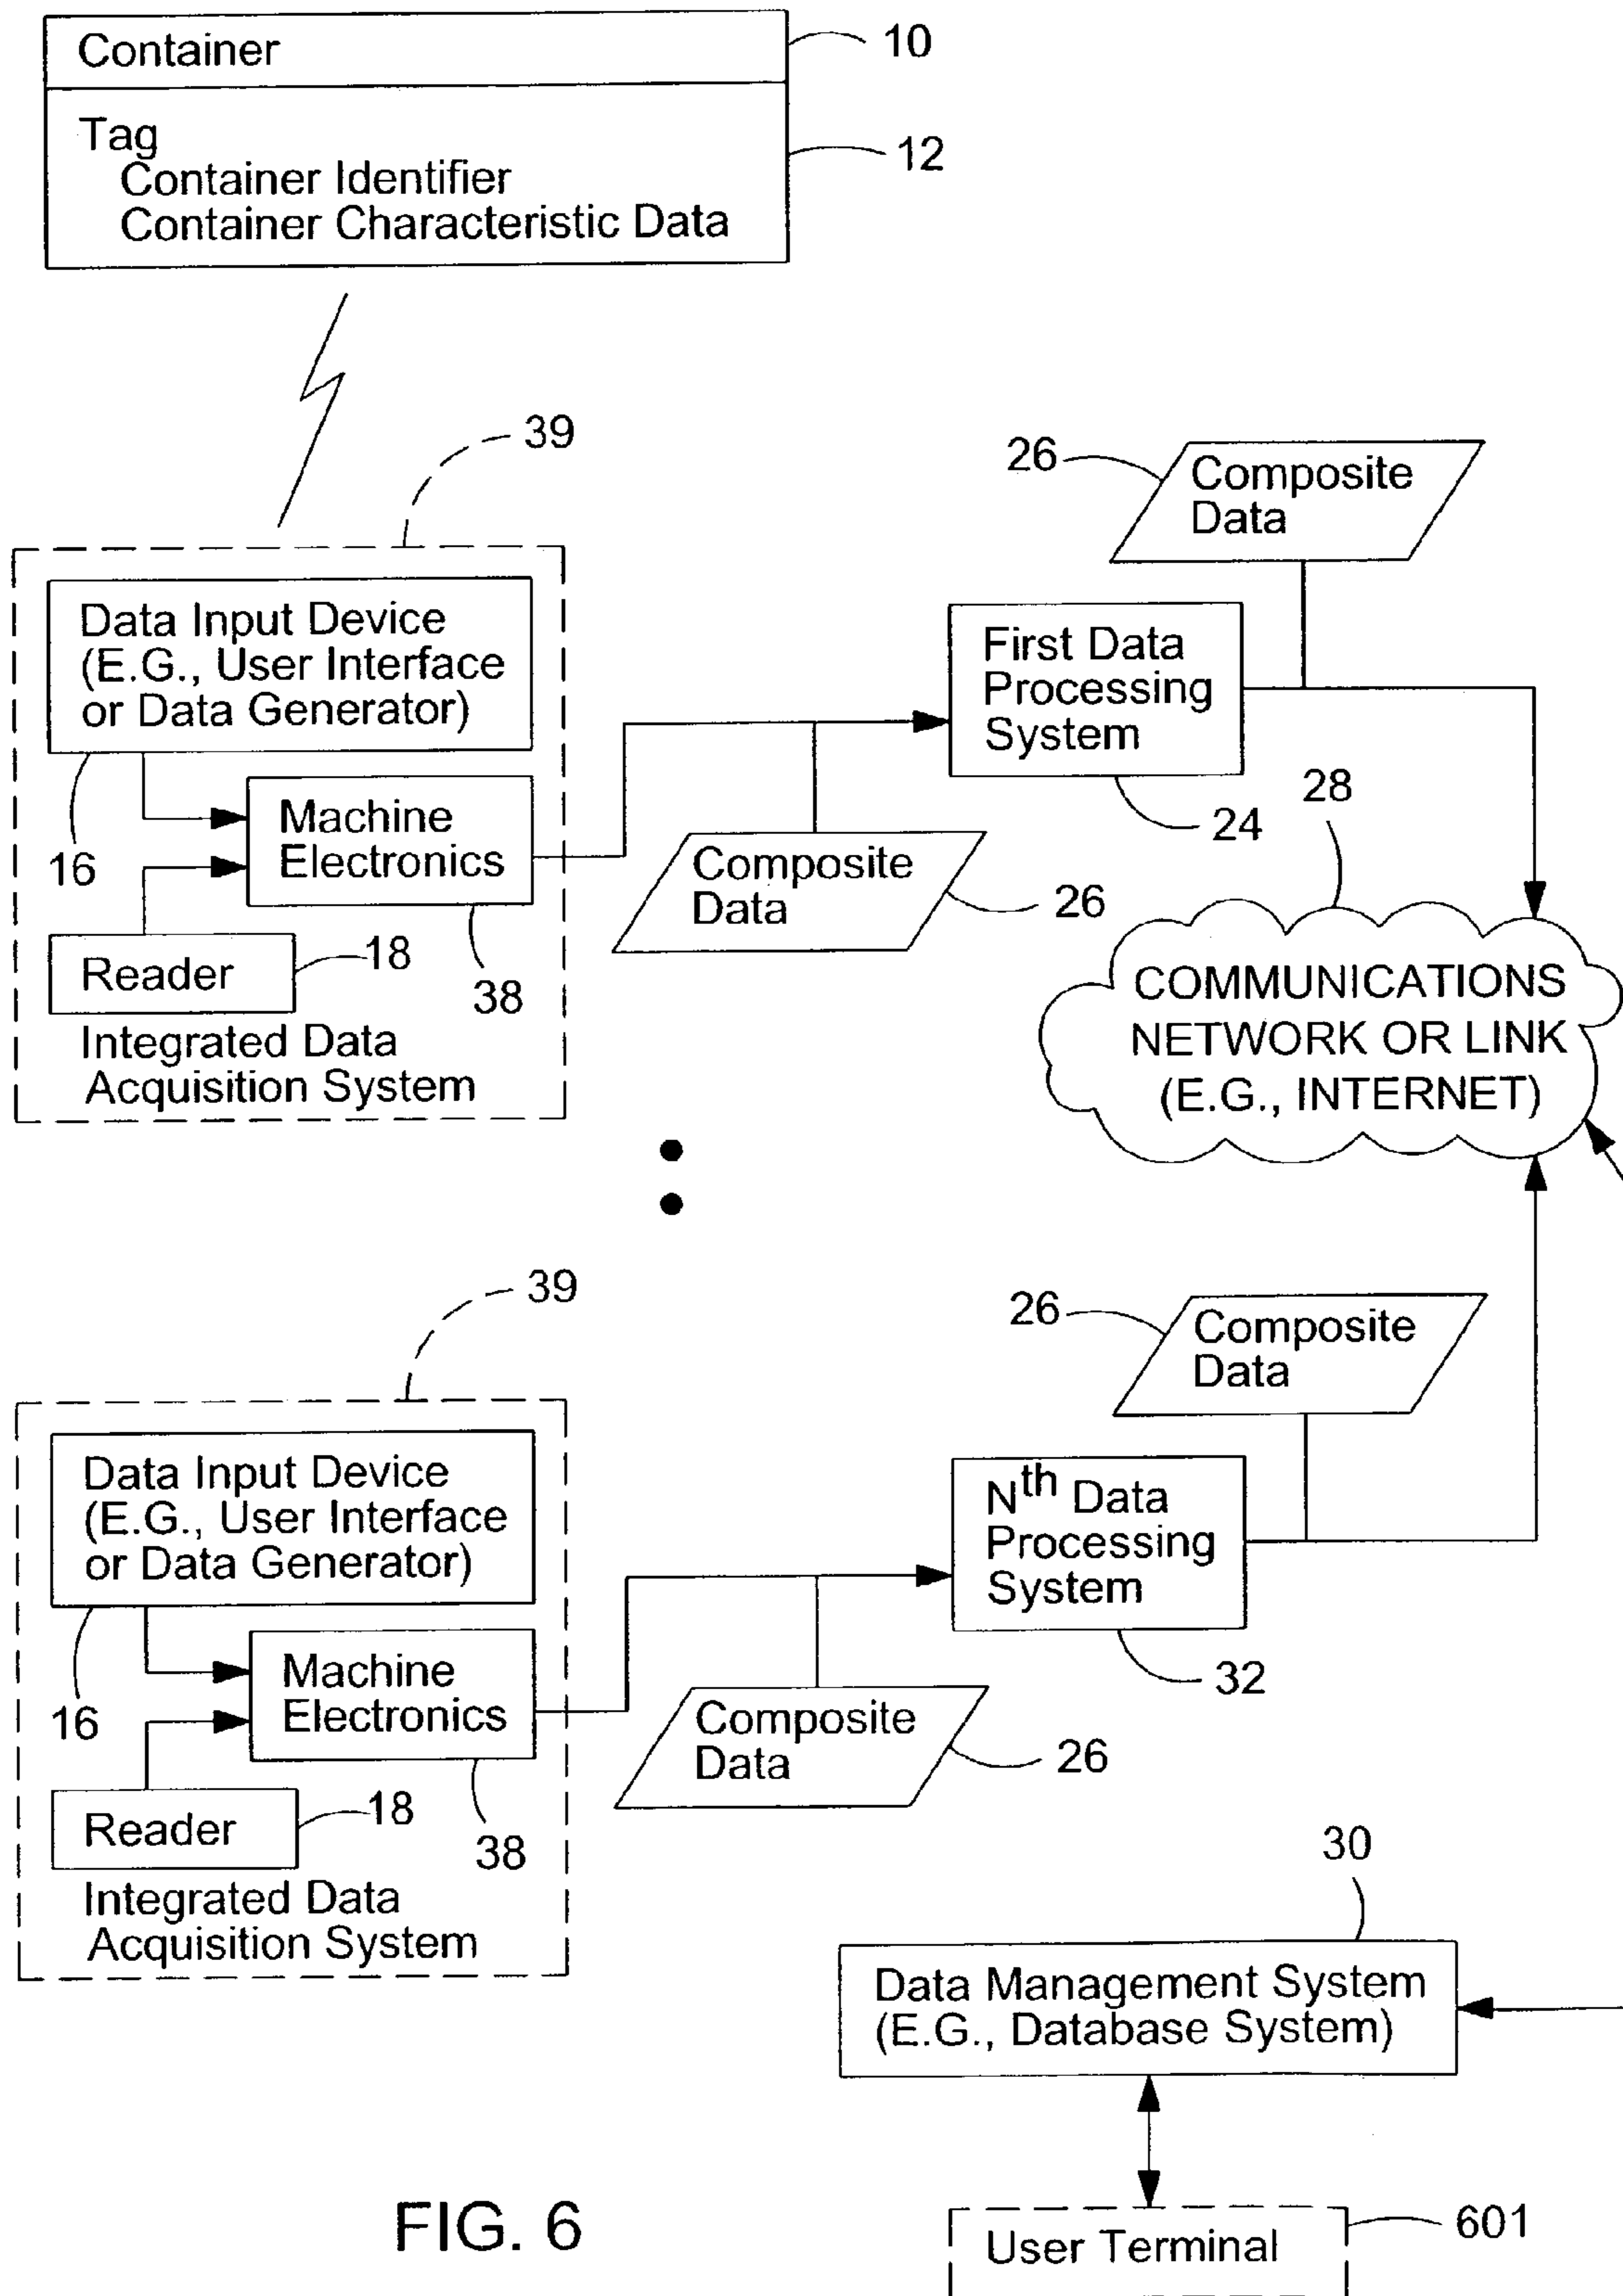 Container
10
Tag
Container Identifier
Container Characteristic Data
12
39
Data Input Device
(E.G., User Interface
or Data Generator)
16
Machine
Electronics
38
Reader
18
Integrated Data
Acquisition System
Composite
Data
26
First Data
Processing
System
24
26
Composite
Data
28
COMMUNICATIONS
NETWORK OR LINK
(E.G., INTERNET)
39
Data Input Device
(E.G., User Interface
or Data Generator)
16
Machine
Electronics
38
Reader
18
Integrated Data
Acquisition System
Composite
Data
26
Nth Data
Processing
System
32
26
Composite
Data
30
Data Management System
(E.G., Database System)
User Terminal
601
FIG. 6